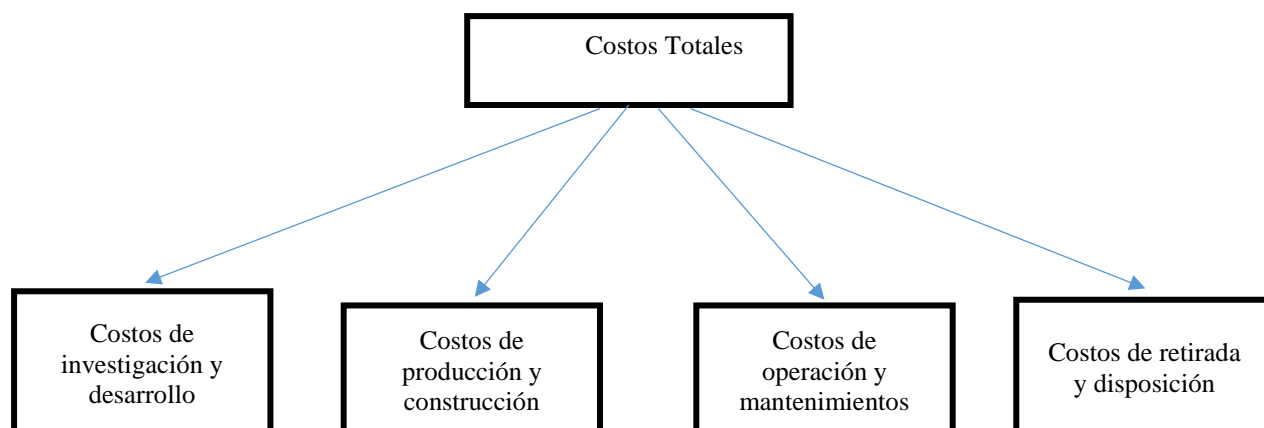 Costos Totales
Costos de
investigación y
desarrollo
Costos de
producción y
construcción
Costos de
operación y
mantenimientos
Costos de retirada
y disposición